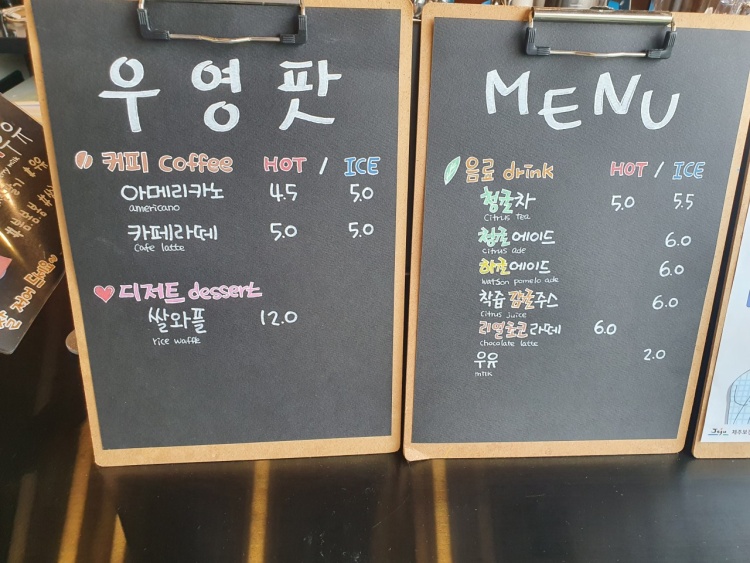 우영팟
커피 coffee HOT / ICE
아메리카노 4.5 5.0
americano
카페라떼 5.0 5.0
Cafe latte
디저트 dessert
쌀와플 12.0
rice waffle
MENU
음료 drink HOT / ICE
청귤차 5.0 5.5
Citrus Tea
청귤에이드 6.0
Citrus ade
하귤에이드 6.0
watson pomelo ade
착즙 감귤주스 6.0
Citrus juice
리얼초코라떼 6.0
chocolate latte
우유 2.0
milk
우유
Jeju